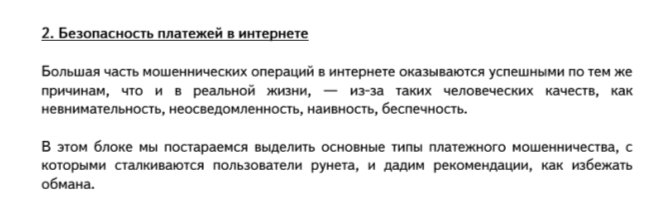 2. Безопасность платежей в интернете
Большая часть мошеннических операций в интернете оказываются успешными по тем же
причинам, что и в реальной жизни, — из-за таких человеческих качеств, как
невнимательность, неосведомленность, наивность, беспечность.
В этом блоке мы постараемся выделить основные типы платежного мошенничества, с
которыми сталкиваются пользователи рунета, и дадим рекомендации, как избежать
обмана.